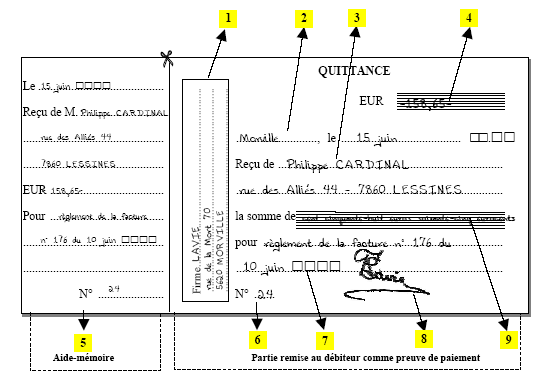 1
2
3
4
QUITTANCE
Le 15 juin □□□□
EUR -158,65-
Reçu de M. Philippe CARDINAL
rue des Alliés 44
7860 LESSINES
EUR 158,65-
Pour règlement de la facture
n° 176 du 10 juin □□□□
N° 24
Firme LAVIE
rue de la Mort 70
5620 MORVILLE
Morville, le 15 juin □□.□□
Reçu de Philippe CARDINAL
rue des Alliés 44 - 7860 LESSINES
la somme de cent cinquante-huit euros soixante-cinq cents
pour règlement de la facture n° 176 du
10 juin □□□□
N° 24
5
6
7
8
9
Aide-mémoire
Partie remise au débiteur comme preuve de paiement